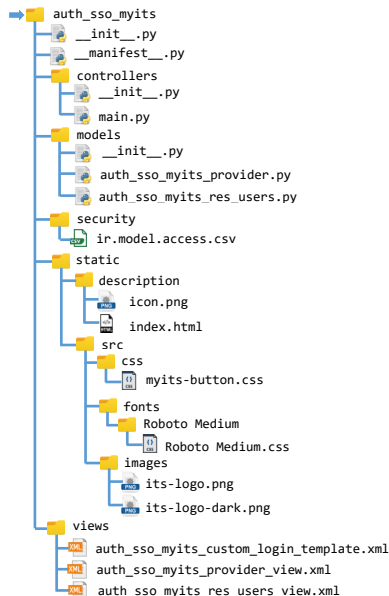 auth_sso_myits
__init__.py
__manifest__.py
controllers
__init__.py
main.py
models
__init__.py
auth_sso_myits_provider.py
auth_sso_myits_res_users.py
security
CSV ir.model.access.csv
static
description
PNG icon.png
HTML index.html
src
css
CSS myits-button.css
fonts
Roboto Medium
CSS Roboto Medium.css
images
PNG its-logo.png
PNG its-logo-dark.png
views
XML auth_sso_myits_custom_login_template.xml
XML auth_sso_myits_provider_view.xml
XML auth_sso_myits_res_users_view.xml